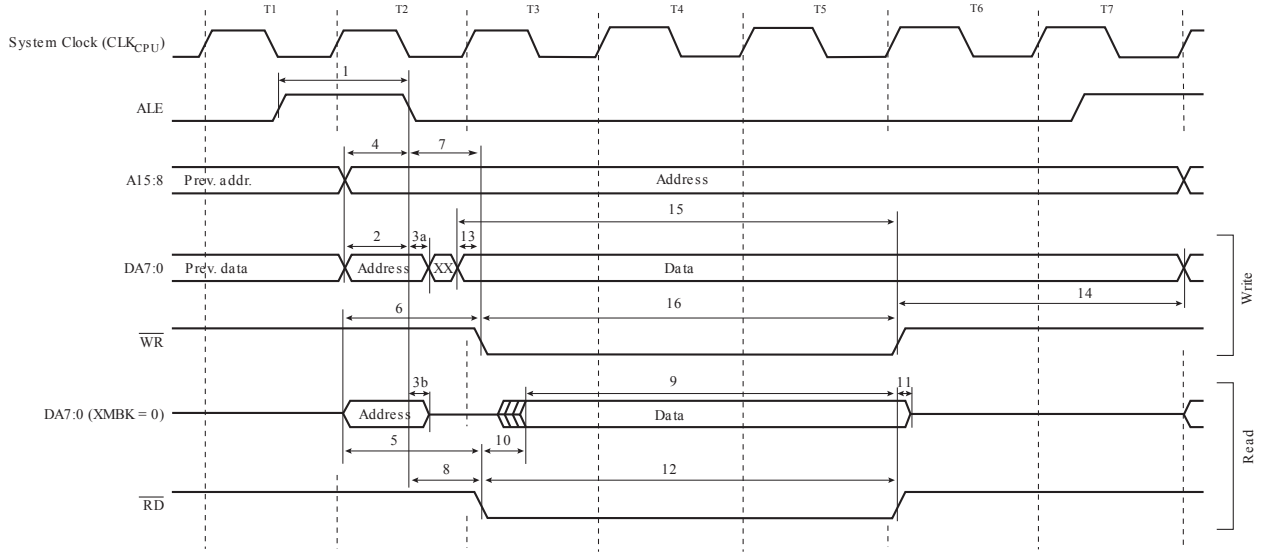 T1 T2 T3 T4 T5 T6 T7
System Clock (CLKCPU)
1
ALE
4 7
A15:8 Prev. addr. Address
15
2 3a 13
DA7:0 Prev. data Address XX Data
14
6 16
WR
Write
3b 9 11
DA7:0 (XMBK = 0) Address Data
5 10
8 12
RD
Read